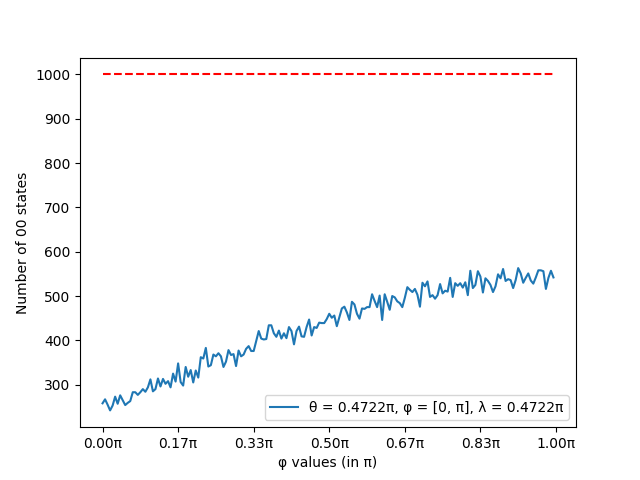 1000
900
800
700
600
500
400
300
Number of 00 states
θ = 0.4722π, φ = [0, π], λ = 0.4722π
0.00π 0.17π 0.33π 0.50π 0.67π 0.83π 1.00π
φ values (in π)